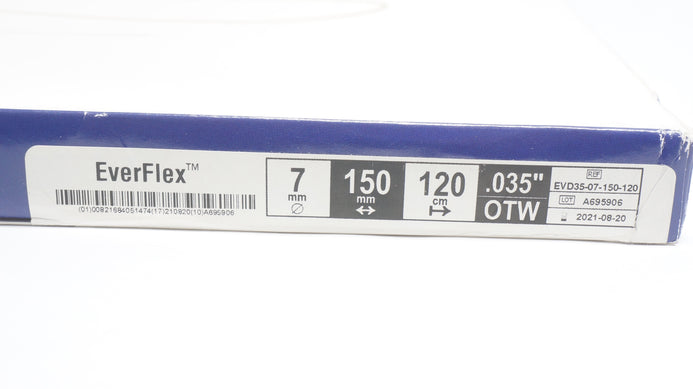 EverFlex™
(01)00821684051474(17)210820(10)A695906
7
mm
150
mm
120
cm
.035"
OTW
REF
EVD35-07-150-120
LOT A695906
2021-08-20